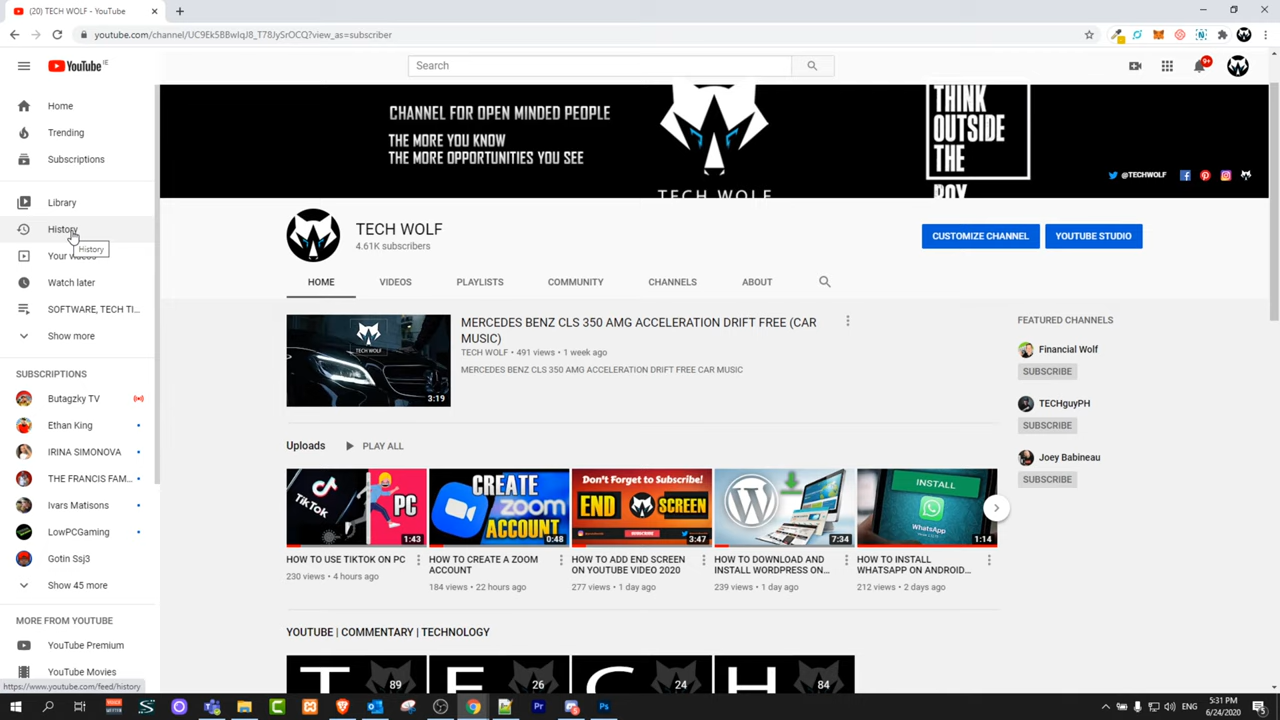 (20) TECH WOLF - YouTube
youtube.com/channel/UC9Ek5BBwIqJ8_T78JySrOCQ?view_as=subscriber
YouTube IE
Search
9+
Home
Trending
Subscriptions
Library
History
History
Your videos
Watch later
SOFTWARE, TECH TI...
Show more
SUBSCRIPTIONS
Butagzky TV
Ethan King
IRINA SIMONOVA
THE FRANCIS FAM...
Ivars Matisons
LowPCGaming
Gotin Ssj3
Show 45 more
MORE FROM YOUTUBE
YouTube Premium
YouTube Movies
https://www.youtube.com/feed/history
CHANNEL FOR OPEN MINDED PEOPLE
THE MORE YOU KNOW
THE MORE OPPORTUNITIES YOU SEE
TECH WOLF
THINK
OUTSIDE
THE
BOX
@TECHWOLF
TECH WOLF
4.61K subscribers
CUSTOMIZE CHANNEL
YOUTUBE STUDIO
HOME
VIDEOS
PLAYLISTS
COMMUNITY
CHANNELS
ABOUT
TECH WOLF
3:19
MERCEDES BENZ CLS 350 AMG ACCELERATION DRIFT FREE (CAR
MUSIC)
TECH WOLF • 491 views • 1 week ago
MERCEDES BENZ CLS 350 AMG ACCELERATION DRIFT FREE CAR MUSIC
FEATURED CHANNELS
Financial Wolf
SUBSCRIBE
TECHguyPH
SUBSCRIBE
Joey Babineau
SUBSCRIBE
Uploads
PLAY ALL
TikTok
PC
1:43
HOW TO USE TIKTOK ON PC
230 views • 4 hours ago
CREATE
zoom
ACCOUNT
0:48
HOW TO CREATE A ZOOM
ACCOUNT
184 views • 22 hours ago
Don't Forget to Subscribe!
END SCREEN
3:47
HOW TO ADD END SCREEN
ON YOUTUBE VIDEO 2020
277 views • 1 day ago
7:34
HOW TO DOWNLOAD AND
INSTALL WORDPRESS ON...
239 views • 1 day ago
INSTALL
WhatsApp
1:14
HOW TO INSTALL
WHATSAPP ON ANDROID...
212 views • 2 days ago
YOUTUBE | COMMENTARY | TECHNOLOGY
T
89
E
26
C
24
H
84
ENG
5:31 PM
6/24/2020